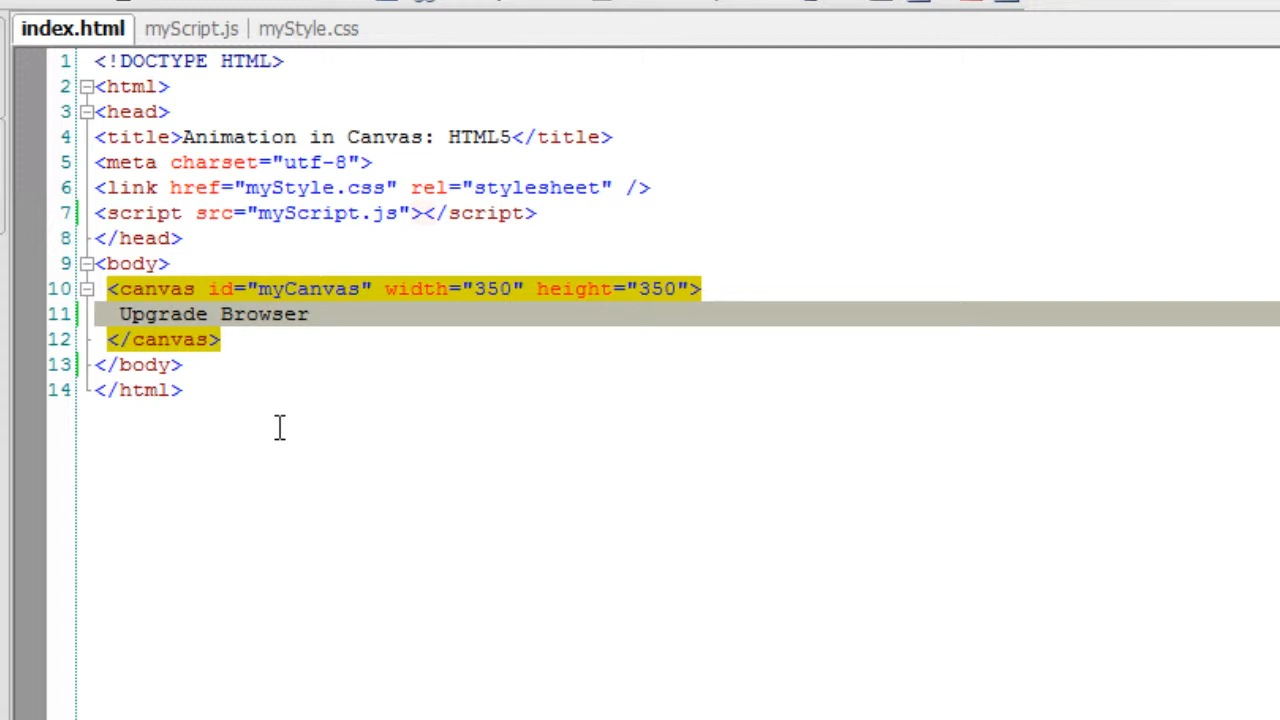 index.html myScript.js myStyle.css
1 <!DOCTYPE HTML>
2 <html>
3 <head>
4 <title>Animation in Canvas: HTML5</title>
5 <meta charset="utf-8">
6 <link href="myStyle.css" rel="stylesheet" />
7 <script src="myScript.js"></script>
8 </head>
9 <body>
10 <canvas id="myCanvas" width="350" height="350">
11 Upgrade Browser
12 </canvas>
13 </body>
14 </html>